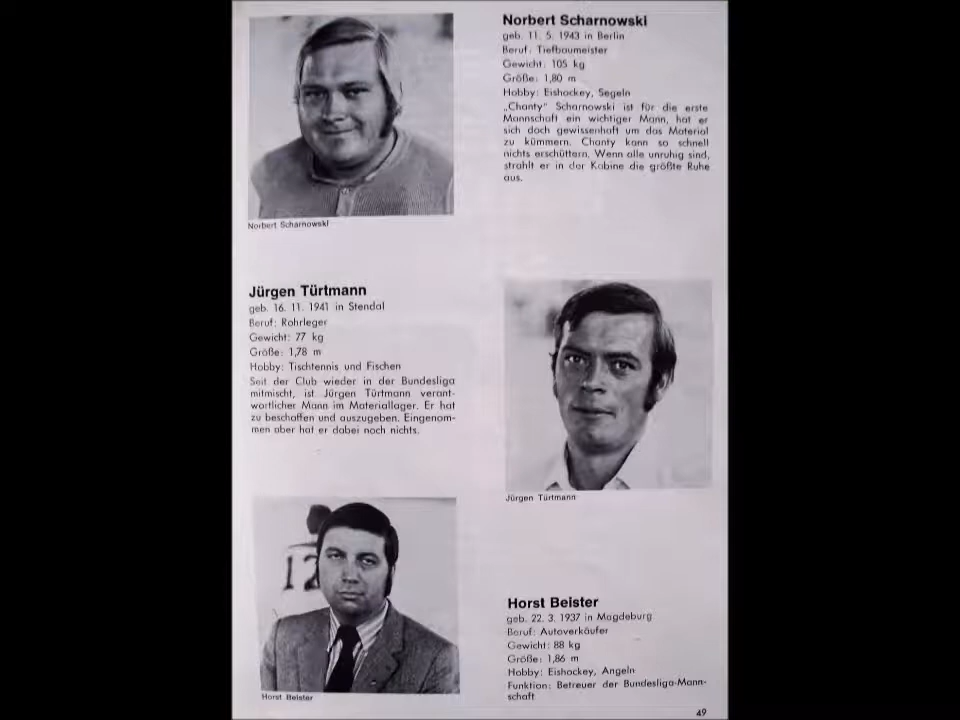 Norbert Scharnowski
geb. 11. 5. 1943 in Berlin
Beruf: Tiefbaumeister
Gewicht: 105 kg
Größe: 1,80 m
Hobby: Eishockey, Segeln
„Chanty" Scharnowski ist für die erste
Mannschaft ein wichtiger Mann, hat er
sich doch gewissenhaft um das Material
zu kümmern. Chanty kann so schnell
nichts erschüttern. Wenn alle unruhig sind,
strahlt er in der Kabine die größte Ruhe
aus.
Norbert Scharnowski
Jürgen Türtmann
geb. 16. 11. 1941 in Stendal
Beruf: Rohrleger
Gewicht: 77 kg
Größe: 1,78 m
Hobby: Tischtennis und Fischen
Seit der Club wieder in der Bundesliga
mitmischt, ist Jürgen Türtmann verant-
wortlicher Mann im Materiallager. Er hat
zu beschaffen und auszugeben. Eingenom-
men aber hat er dabei noch nichts.
Jürgen Türtmann
12
Horst Beister
geb. 22. 3. 1937 in Magdeburg
Beruf: Autoverkäufer
Gewicht: 88 kg
Größe: 1,86 m
Hobby: Eishockey, Angeln
Funktion: Betreuer der Bundesliga-Mann-
schaft
Horst Beister
49